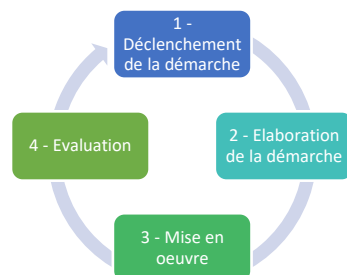 1 -
Déclenchement
de la démarche
2 - Elaboration
de la démarche
3 - Mise en
oeuvre
4 - Evaluation